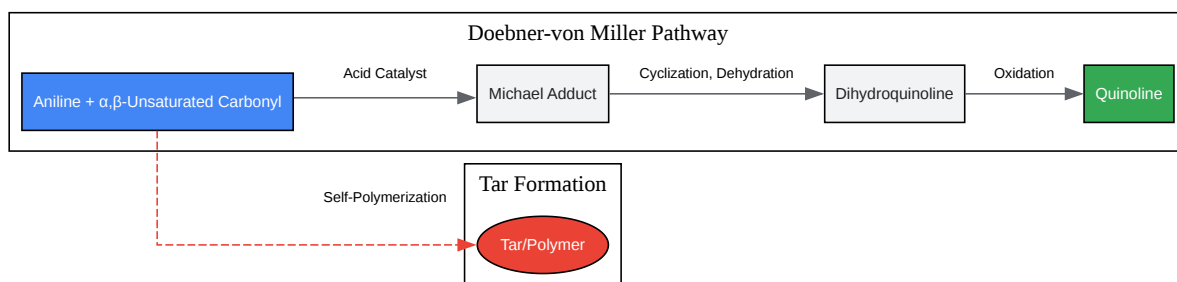 Doebner-von Miller Pathway
Acid Catalyst
Cyclization, Dehydration
Oxidation
Aniline + α,β-Unsaturated Carbonyl
Michael Adduct
Dihydroquinoline
Quinoline
Tar Formation
Self-Polymerization
Tar/Polymer